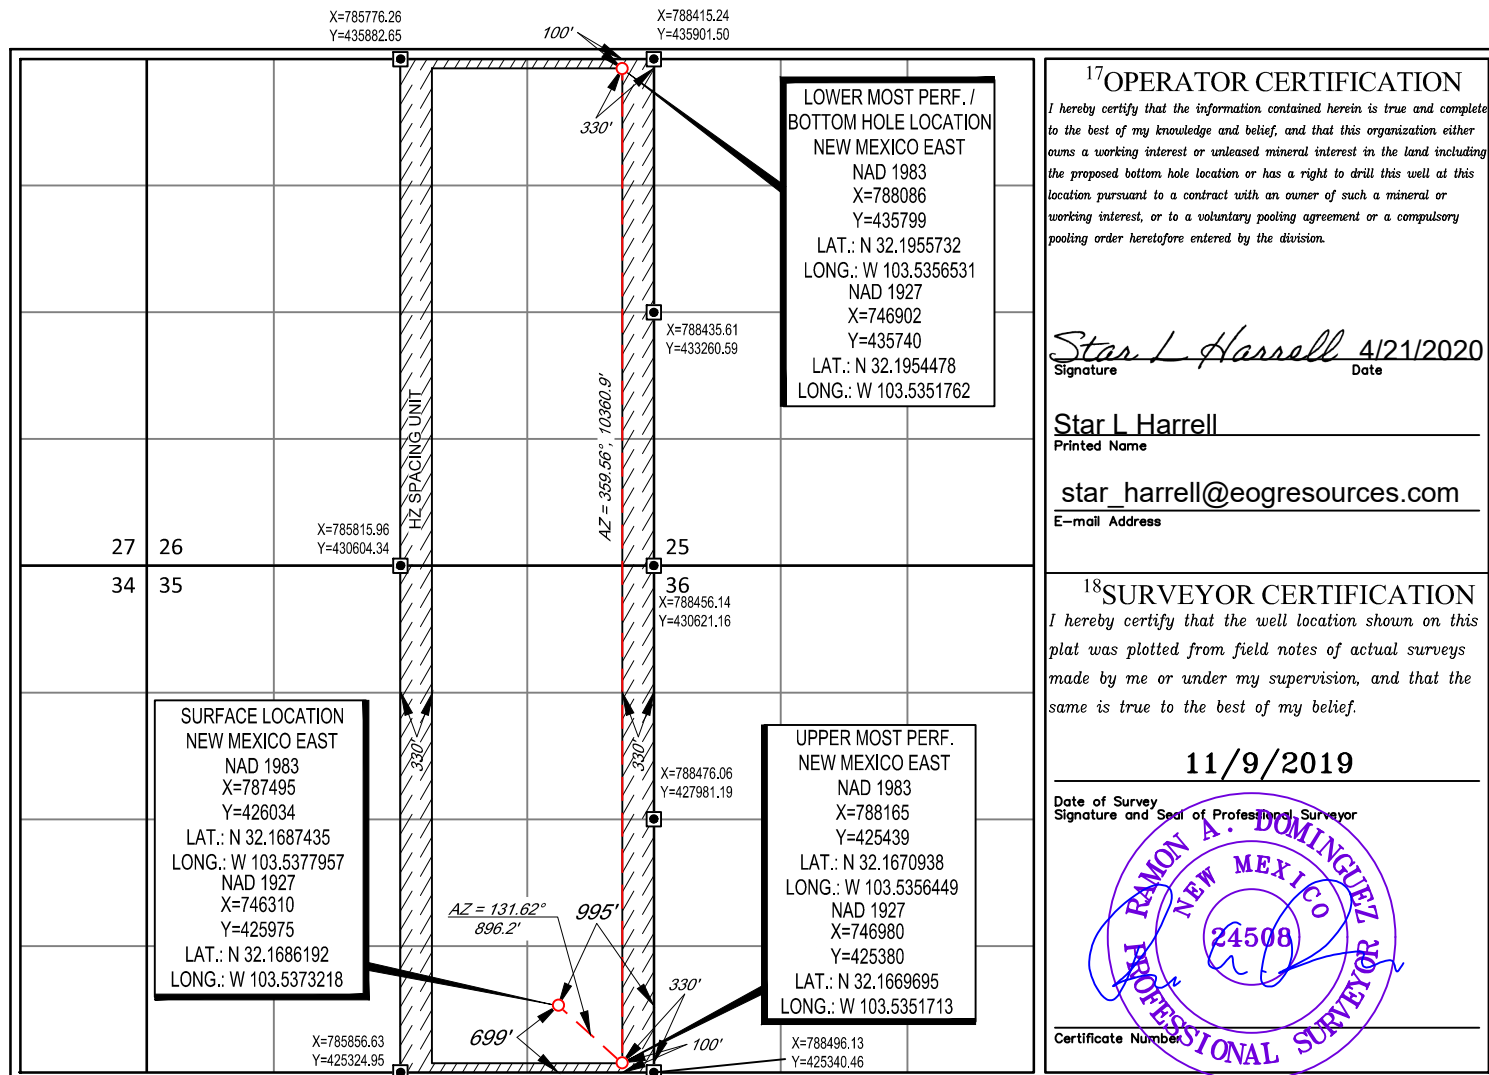 X=785776.26
Y=435882.65
100'
X=788415.24
Y=435901.50
330'
LOWER MOST PERF. /
BOTTOM HOLE LOCATION
NEW MEXICO EAST
NAD 1983
X=788086
Y=435799
LAT.: N 32.1955732
LONG.: W 103.5356531
NAD 1927
X=746902
Y=435740
LAT.: N 32.1954478
LONG.: W 103.5351762
X=788435.61
Y=433260.59
HZ SPACING UNIT
AZ = 359.56°, 10360.9'
X=785815.96
Y=430604.34
27 26
25
34 35
36
X=788456.14
Y=430621.16
SURFACE LOCATION
NEW MEXICO EAST
NAD 1983
X=787495
Y=426034
LAT.: N 32.1687435
LONG.: W 103.5377957
NAD 1927
X=746310
Y=425975
LAT.: N 32.1686192
LONG.: W 103.5373218
330'
330'
X=788476.06
Y=427981.19
UPPER MOST PERF.
NEW MEXICO EAST
NAD 1983
X=788165
Y=425439
LAT.: N 32.1670938
LONG.: W 103.5356449
NAD 1927
X=746980
Y=425380
LAT.: N 32.1669695
LONG.: W 103.5351713
AZ = 131.62°
896.2'
995'
699'
330'
100'
X=785856.63
Y=425324.95
X=788496.13
Y=425340.46
17 OPERATOR CERTIFICATION
I hereby certify that the information contained herein is true and complete
to the best of my knowledge and belief, and that this organization either
owns a working interest or unleased mineral interest in the land including
the proposed bottom hole location or has a right to drill this well at this
location pursuant to a contract with an owner of such a mineral or
working interest, or to a voluntary pooling agreement or a compulsory
pooling order heretofore entered by the division.
Star L Harrell 4/21/2020
Signature Date
Star L Harrell
Printed Name
star_harrell@eogresources.com
E-mail Address
18 SURVEYOR CERTIFICATION
I hereby certify that the well location shown on this
plat was plotted from field notes of actual surveys
made by me or under my supervision, and that the
same is true to the best of my belief.
11/9/2019
Date of Survey
Signature and Seal of Professional Surveyor
RAMON A. DOMINGUEZ
NEW MEXICO
24508
PROFESSIONAL SURVEYOR
Certificate Number